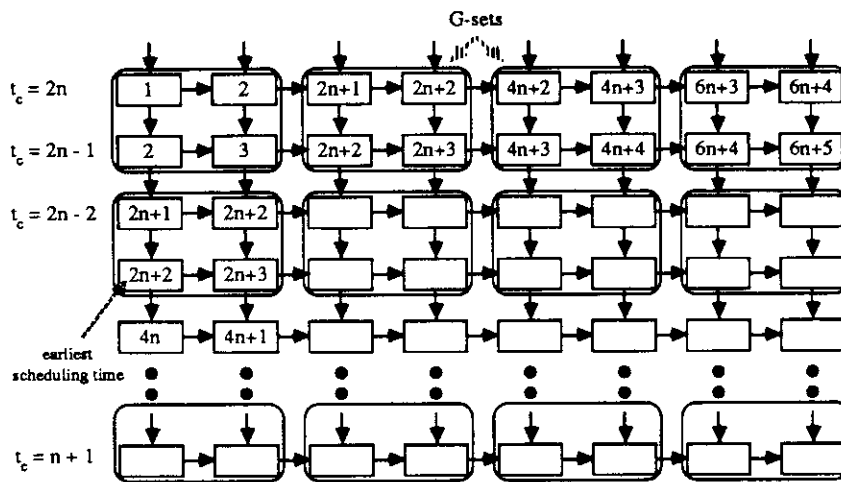 G-sets
t_c = 2n 1 2 2n+1 2n+2 4n+2 4n+3 6n+3 6n+4
t_c = 2n - 1 2 3 2n+2 2n+3 4n+3 4n+4 6n+4 6n+5
t_c = 2n - 2 2n+1 2n+2
2n+2 2n+3
4n 4n+1
earliest
scheduling time
t_c = n + 1